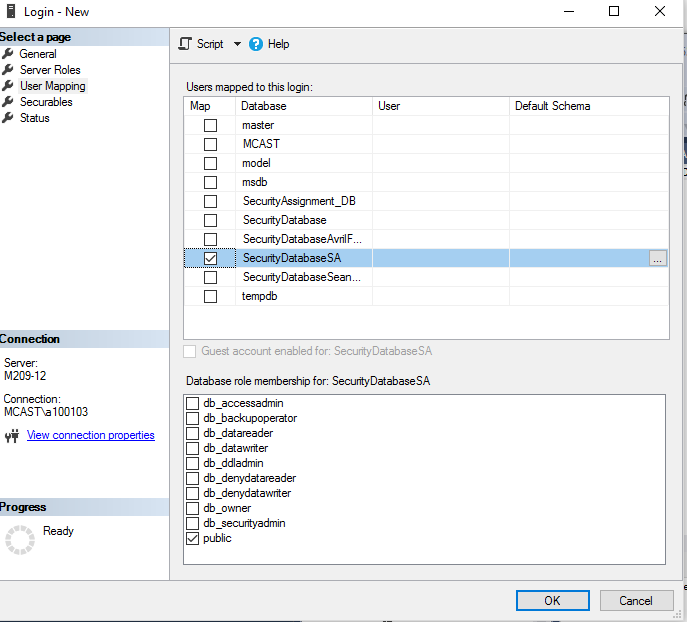 Login - New
Select a page
General
Server Roles
User Mapping
Securables
Status
Connection
Server:
M209-12
Connection:
MCAST\a100103
View connection properties
Progress
Ready
Script Help
Users mapped to this login:
Map Database User Default Schema
master
MCAST
model
msdb
SecurityAssignment_DB
SecurityDatabase
SecurityDatabaseAvrilF...
SecurityDatabaseSA ...
SecurityDatabaseSean...
tempdb
Guest account enabled for: SecurityDatabaseSA
Database role membership for: SecurityDatabaseSA
db_accessadmin
db_backupoperator
db_datareader
db_datawriter
db_ddladmin
db_denydatareader
db_denydatawriter
db_owner
db_securityadmin
public
OK Cancel